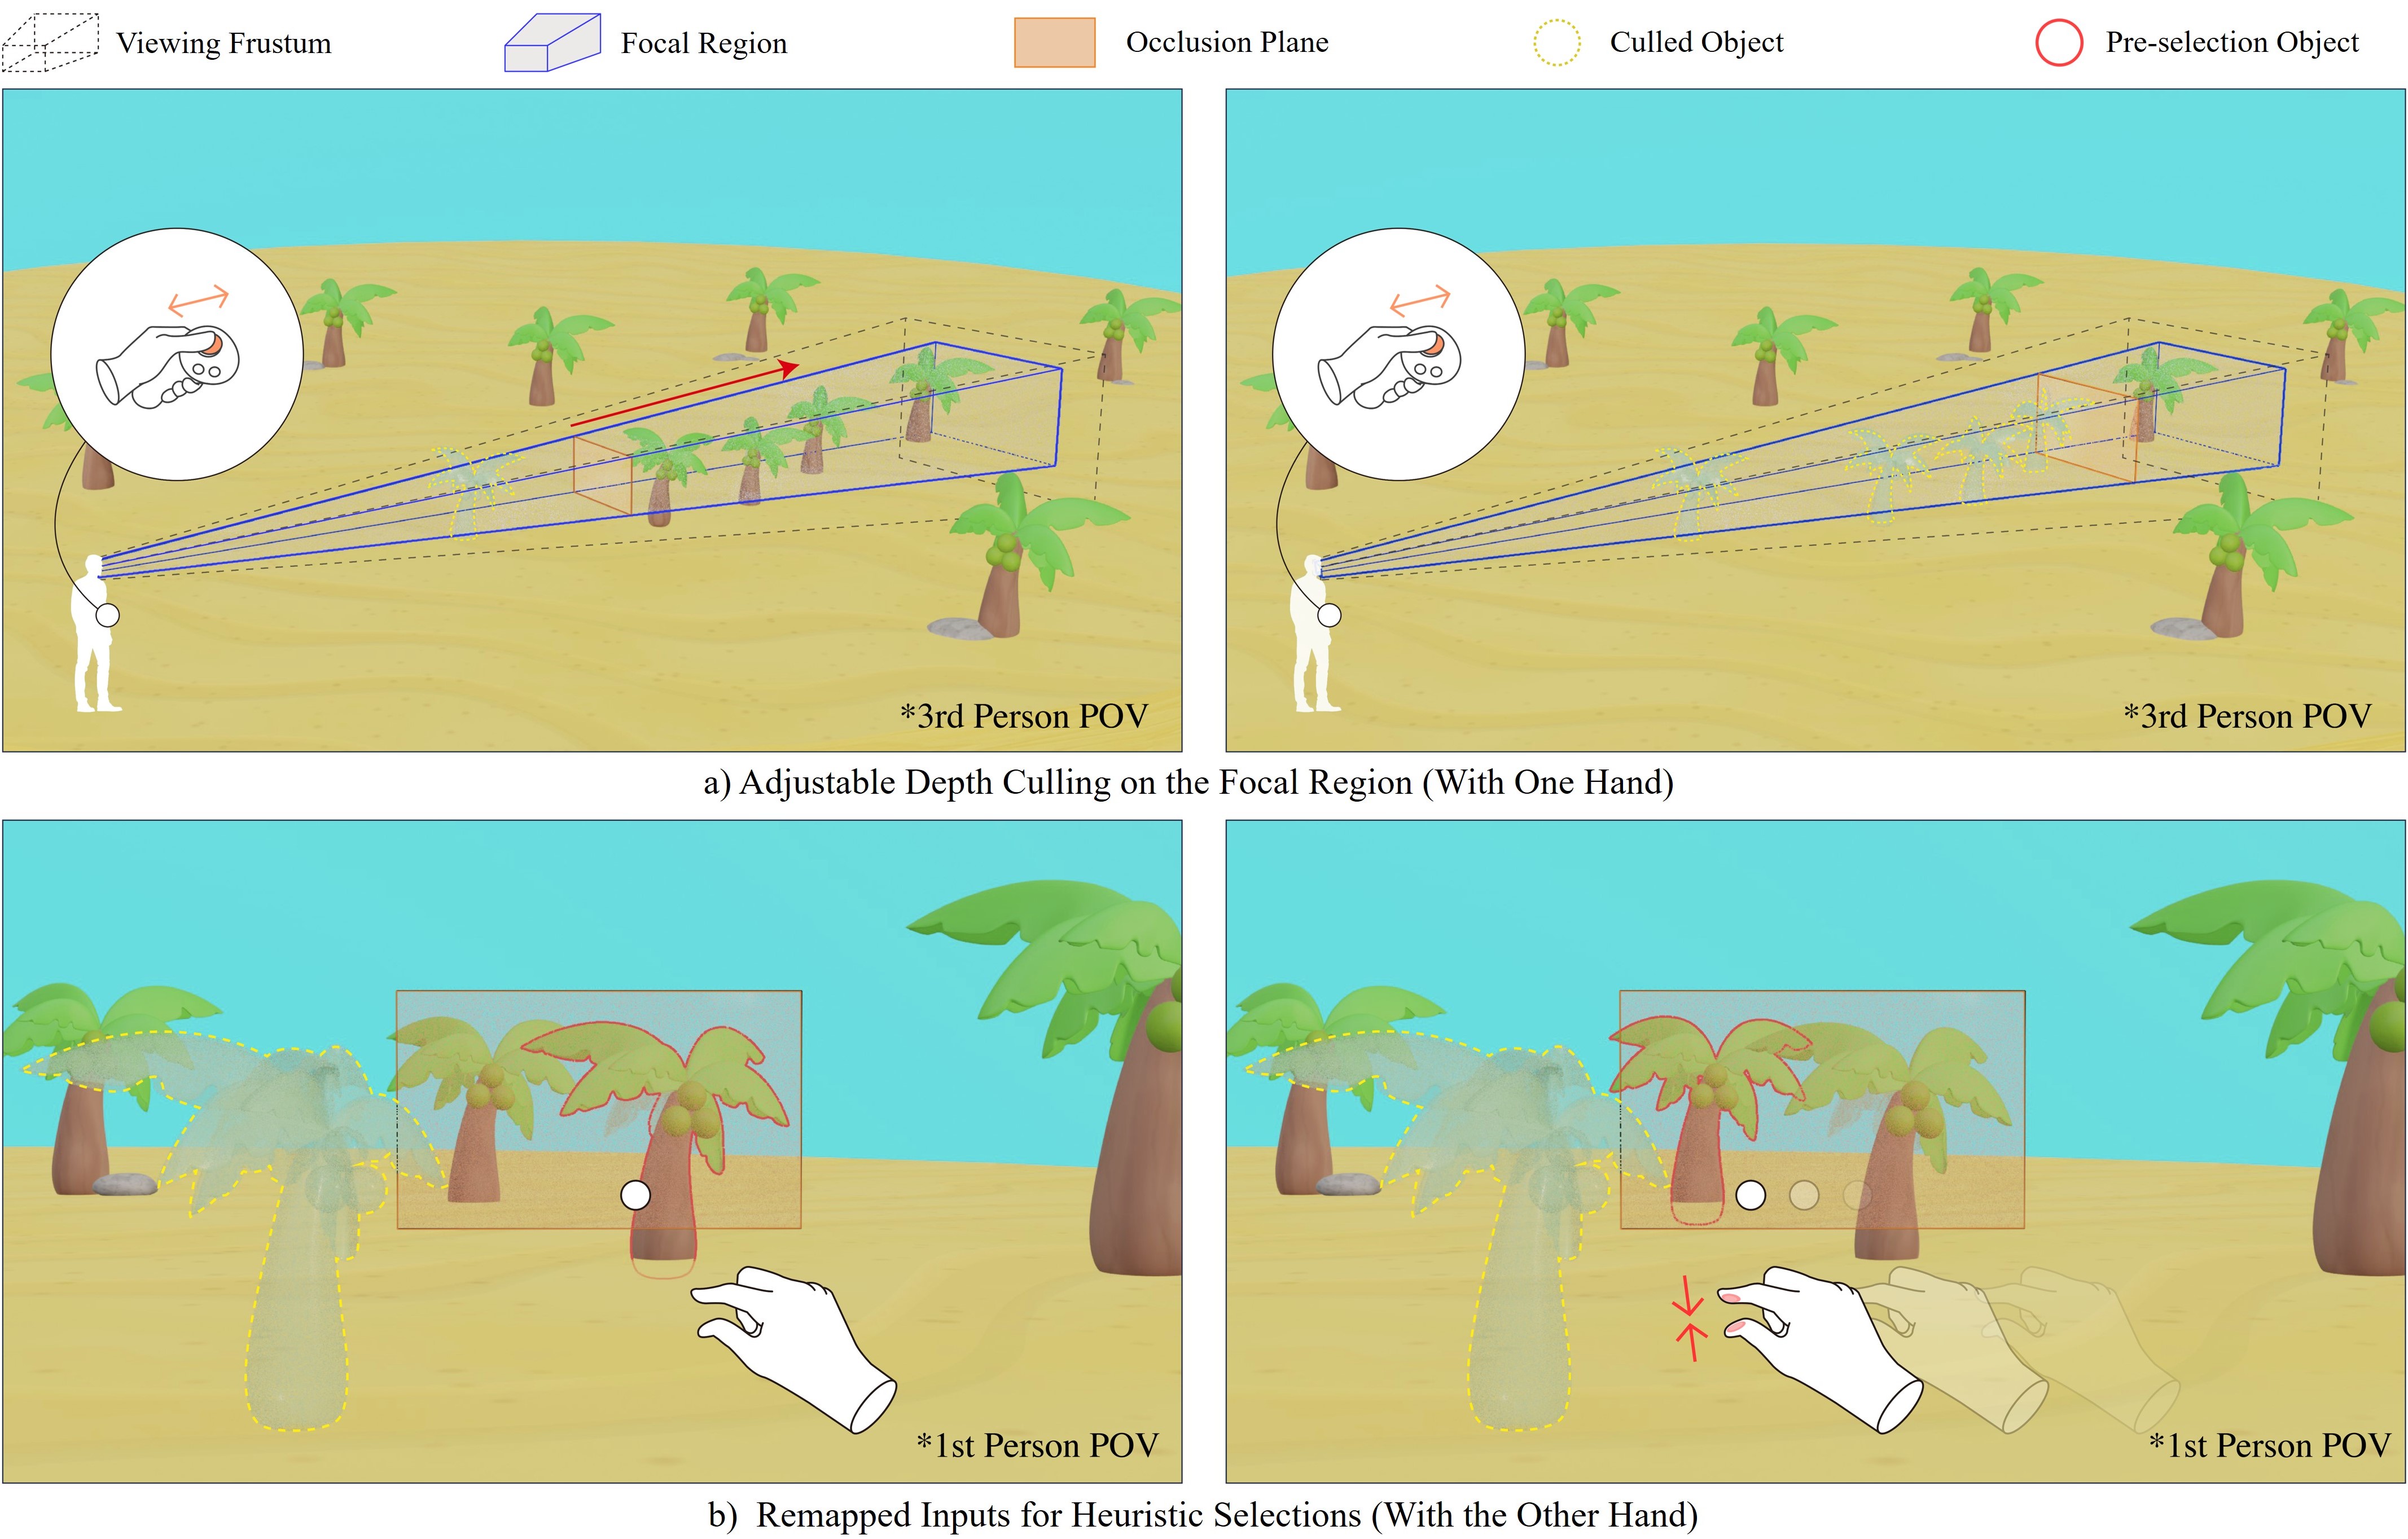 Viewing Frustum
Focal Region
Occlusion Plane
Culled Object
Pre-selection Object
*3rd Person POV
*3rd Person POV
a) Adjustable Depth Culling on the Focal Region (With One Hand)
*1st Person POV
*1st Person POV
b) Remapped Inputs for Heuristic Selections (With the Other Hand)